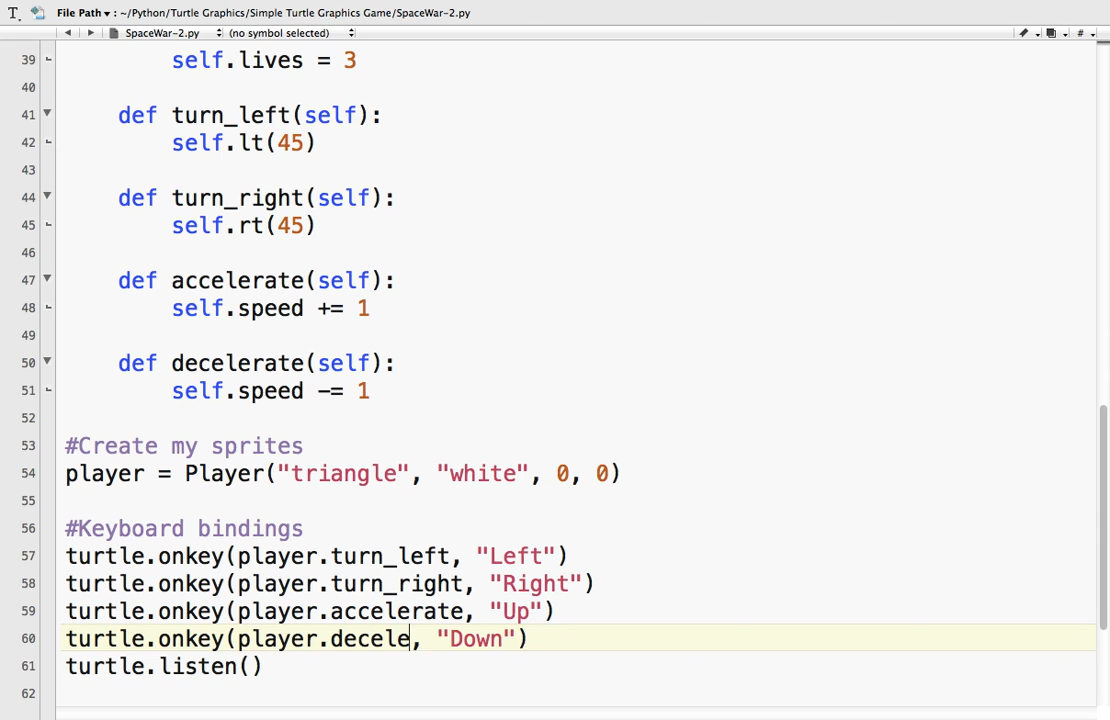 File Path ▾ : ~/Python/Turtle Graphics/Simple Turtle Graphics Game/SpaceWar-2.py
SpaceWar-2.py (no symbol selected)
39 self.lives = 3
40
41 def turn_left(self):
42 self.lt(45)
43
44 def turn_right(self):
45 self.rt(45)
46
47 def accelerate(self):
48 self.speed += 1
49
50 def decelerate(self):
51 self.speed -= 1
52
53 #Create my sprites
54 player = Player("triangle", "white", 0, 0)
55
56 #Keyboard bindings
57 turtle.onkey(player.turn_left, "Left")
58 turtle.onkey(player.turn_right, "Right")
59 turtle.onkey(player.accelerate, "Up")
60 turtle.onkey(player.decele, "Down")
61 turtle.listen()
62